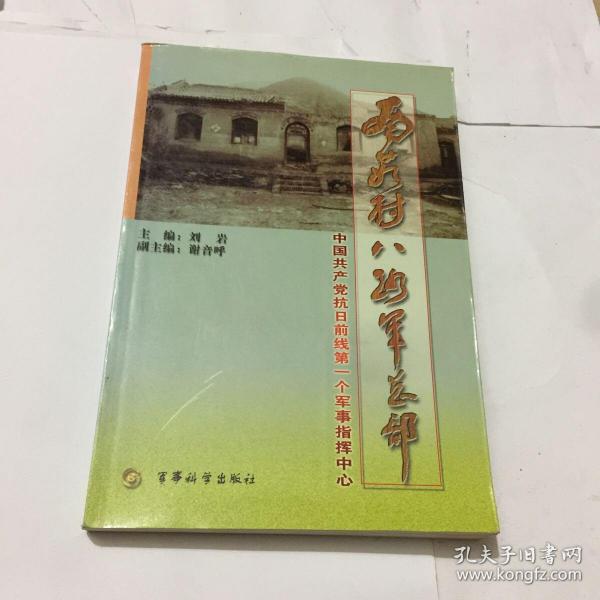 南茹村八路军总部
中国共产党抗日前线第一个军事指挥中心
主 编：刘 岩
副主编：谢音呼
军事科学出版社
孔夫子旧书网
www.kongfz.com